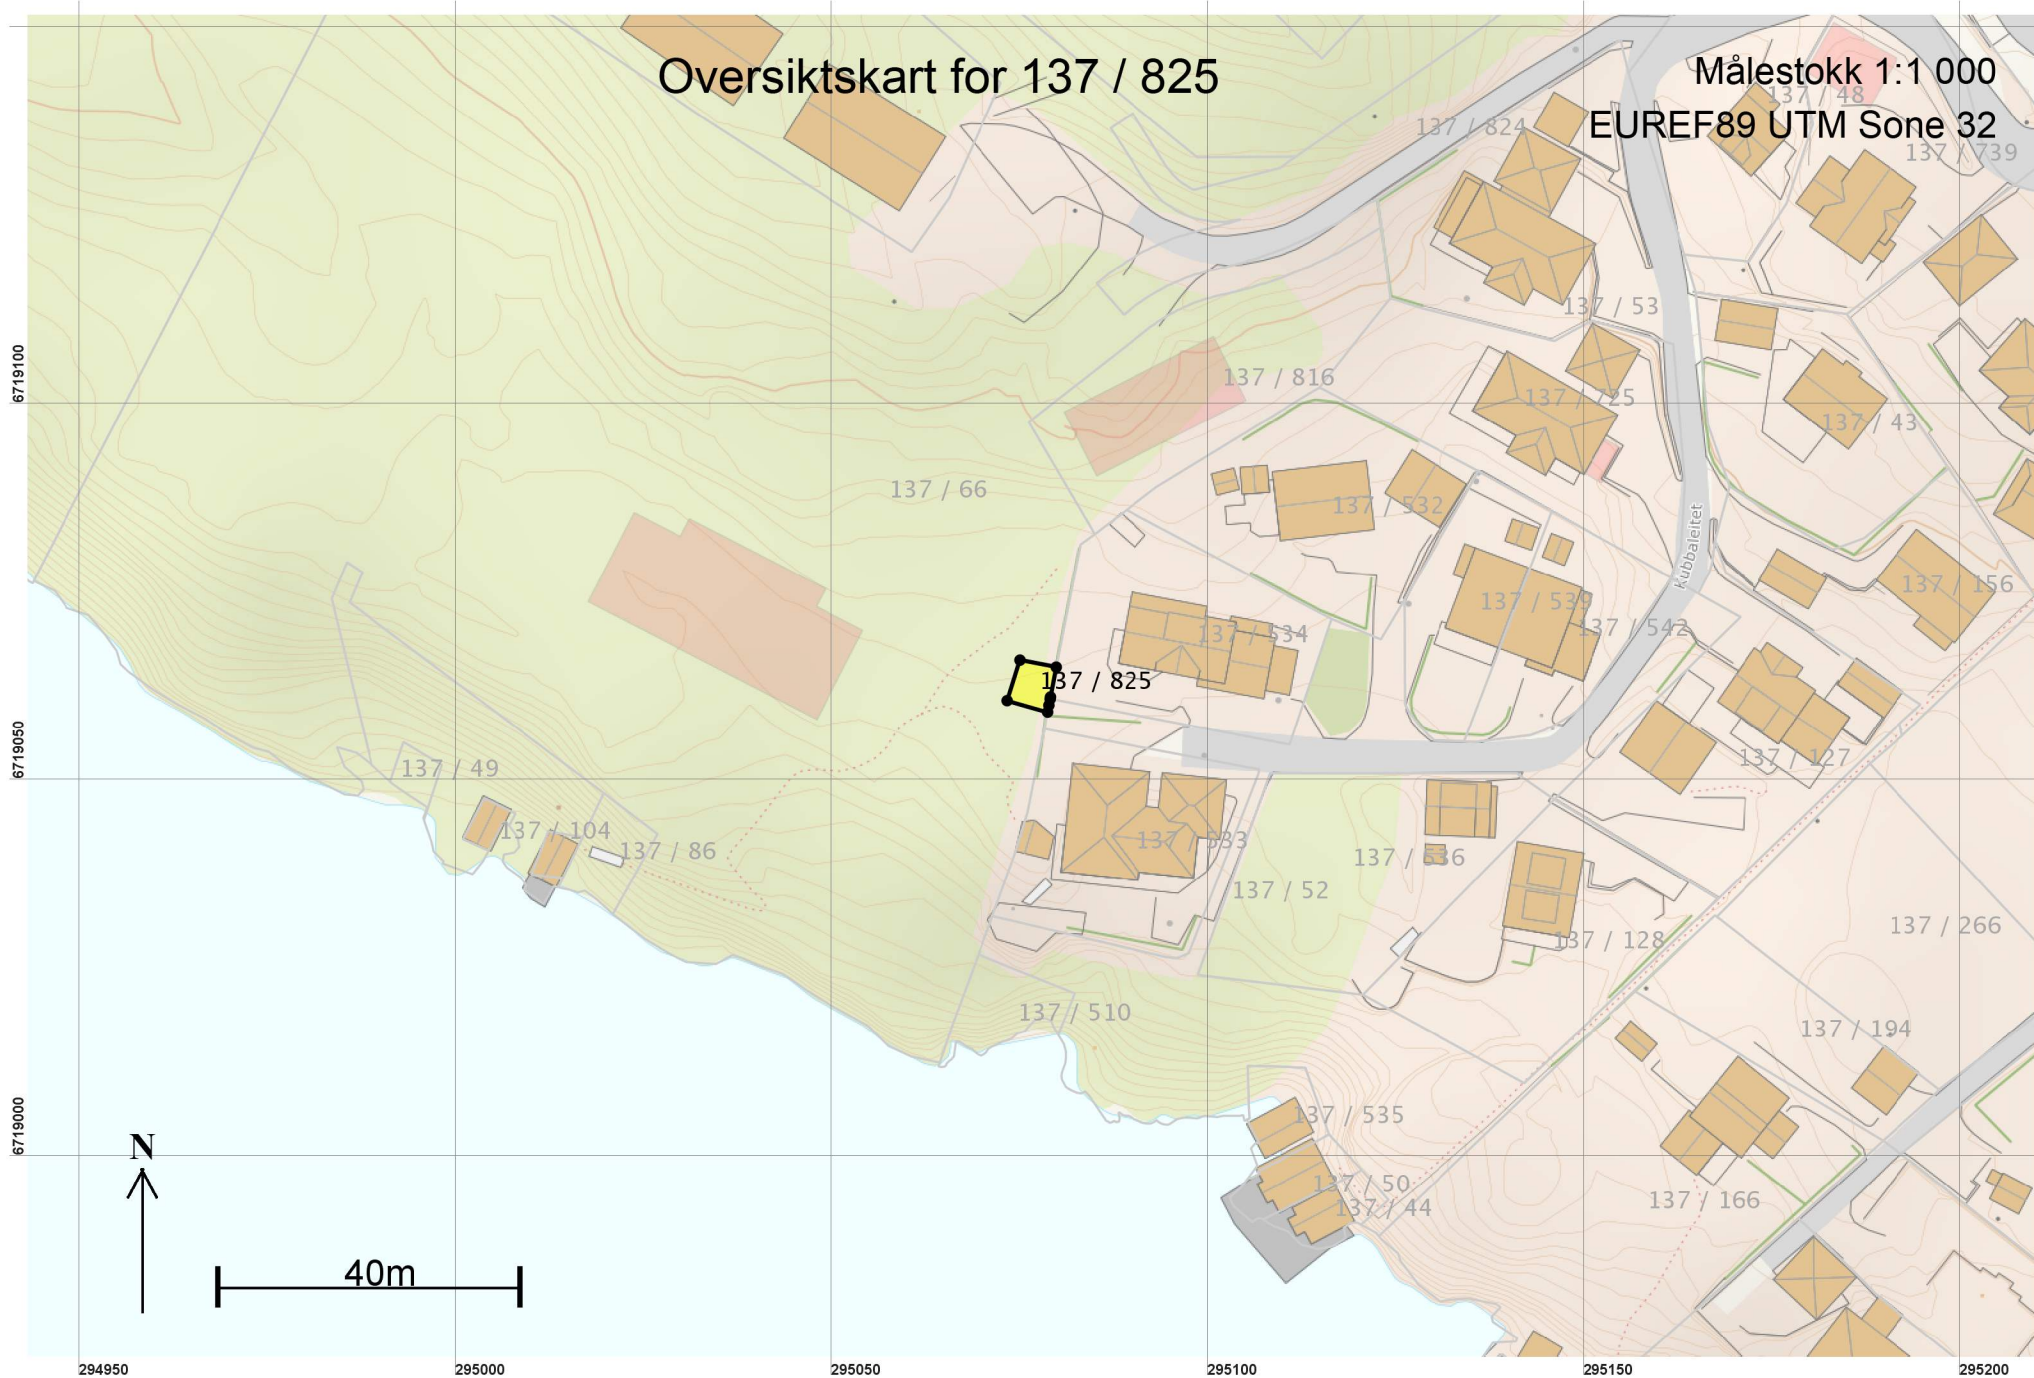 Oversiktskart for 137 / 825
Målestokk 1:1 000
EUREF89 UTM Sone 32
137 / 48
137 / 824
137 / 739
137 / 53
6719100
137 / 816
137 / 725
137 / 43
137 / 66
137 / 532
Kubbaleitet
137 / 156
137 / 539
137 / 542
137 / 534
137 / 825
6719050
137 / 49
137 / 127
137 / 104
137 / 86
137 / 533
137 / 536
137 / 52
137 / 266
137 / 128
137 / 510
137 / 194
6719000
137 / 535
N
137 / 50
137 / 44
137 / 166
40m
294950
295000
295050
295100
295150
295200